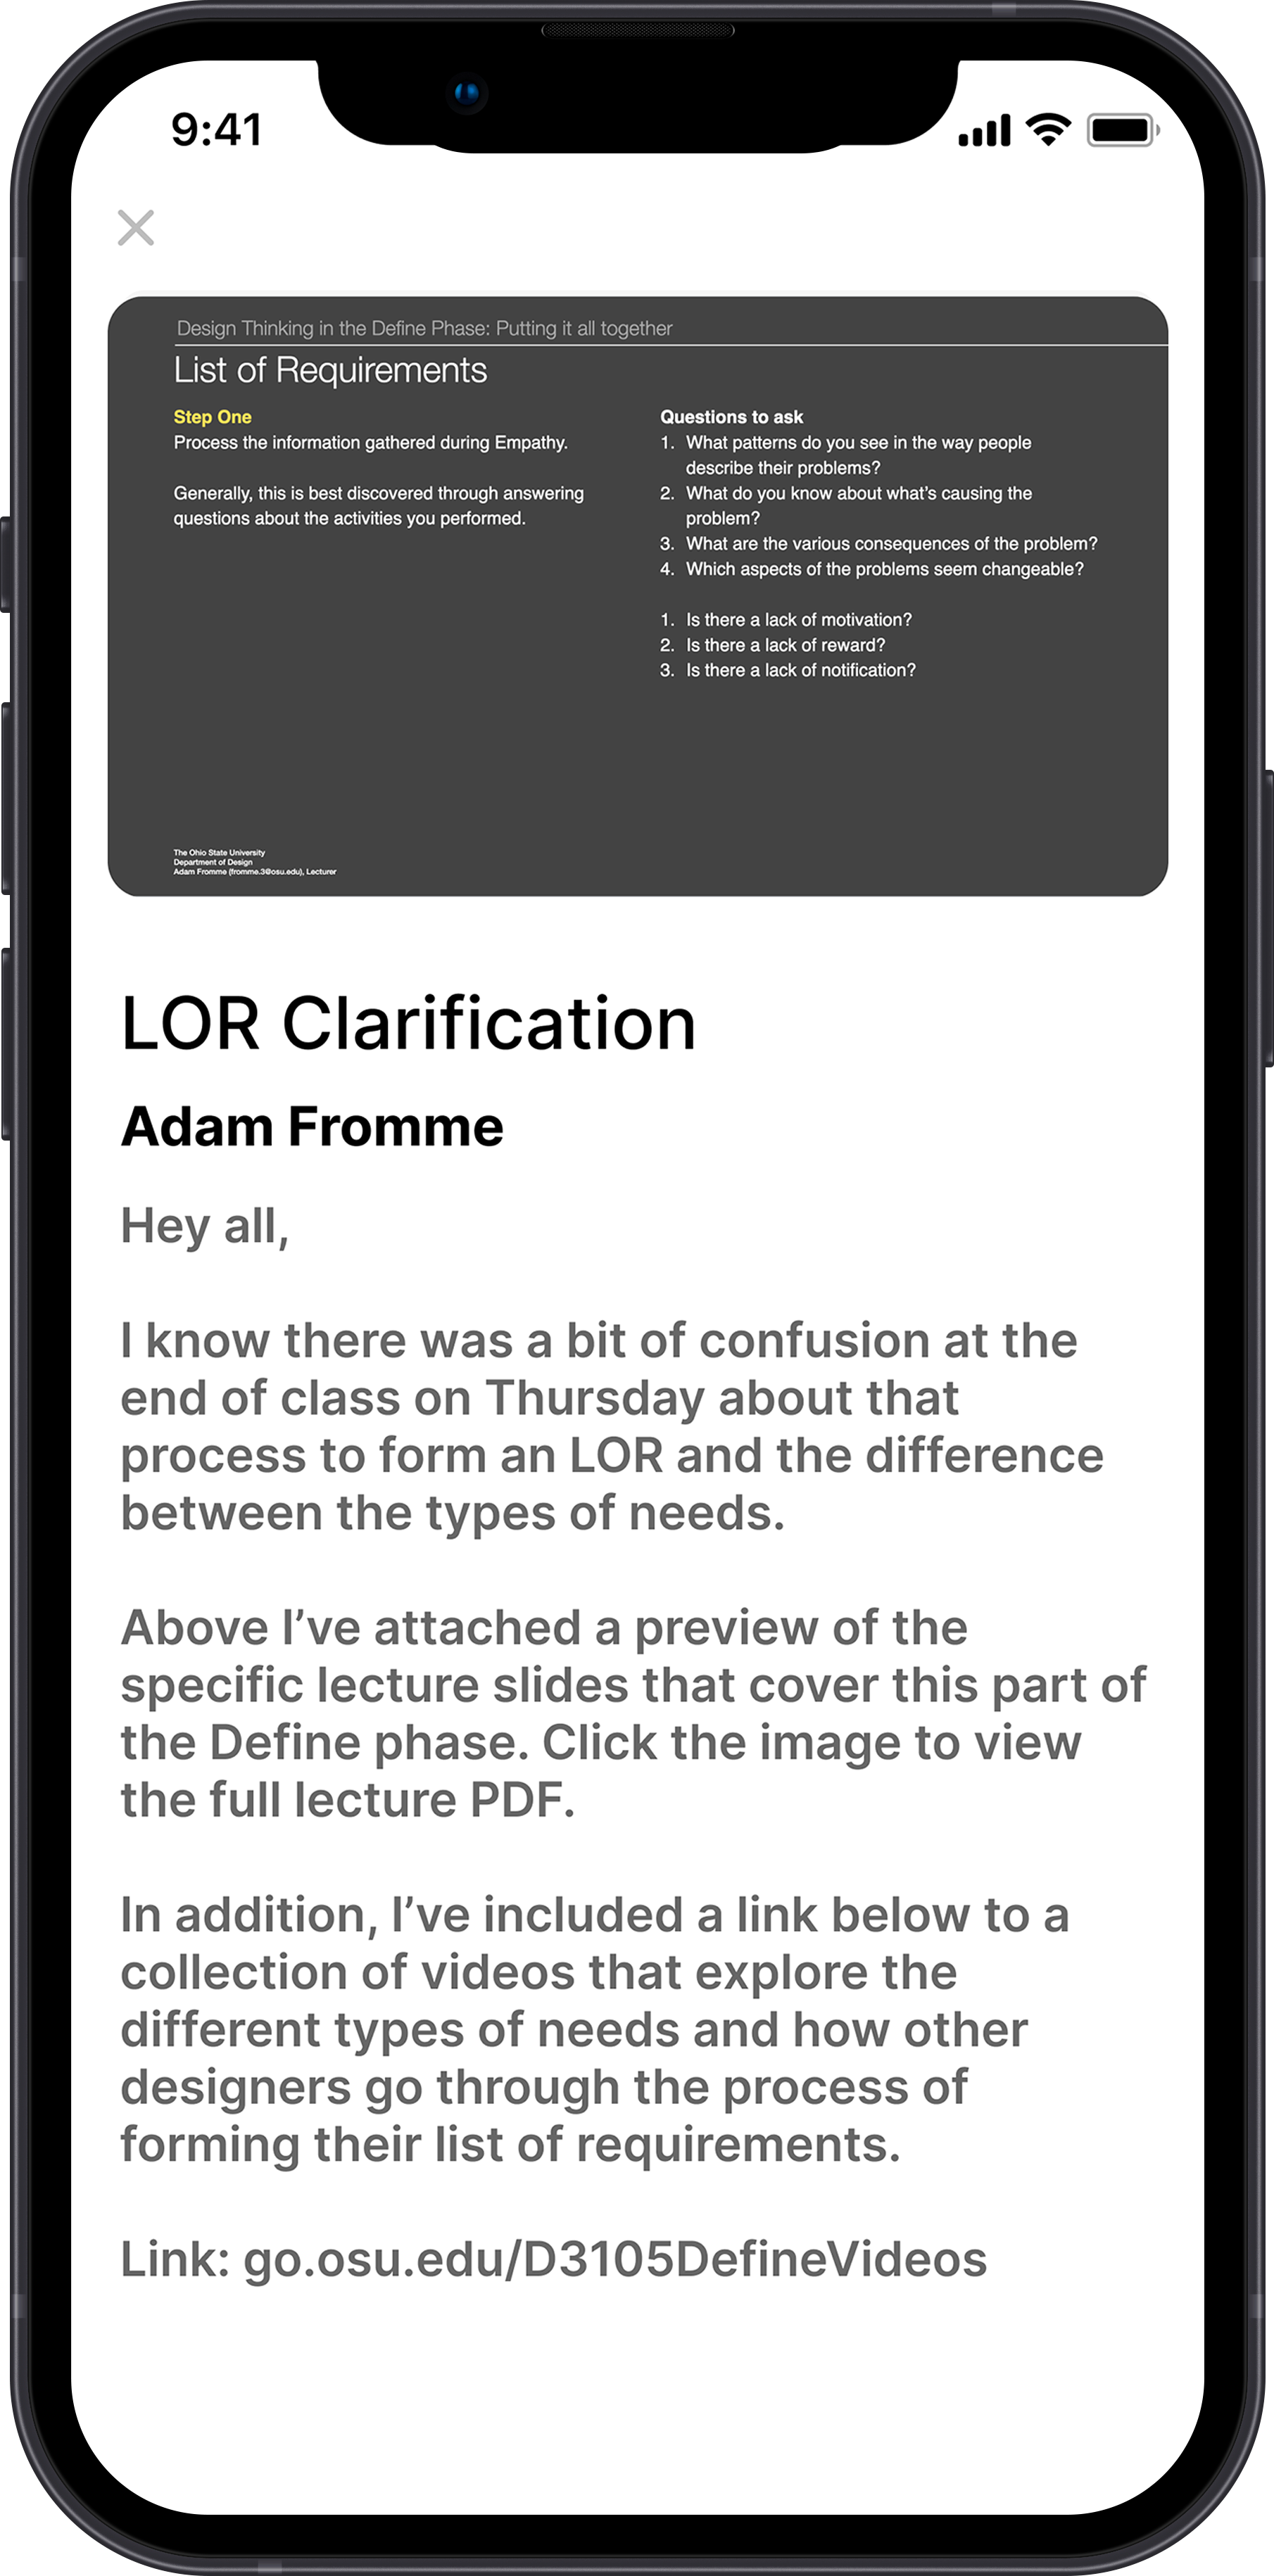 9:41
Design Thinking in the Define Phase: Putting it all together
List of Requirements
Step One
Process the information gathered during Empathy.
Generally, this is best discovered through answering
questions about the activities you performed.
Questions to ask
1. What patterns do you see in the way people
describe their problems?
2. What do you know about what’s causing the
problem?
3. What are the various consequences of the problem?
4. Which aspects of the problems seem changeable?
1. Is there a lack of motivation?
2. Is there a lack of reward?
3. Is there a lack of notification?
The Ohio State University
Department of Design
Adam Fromme (fromme.3@osu.edu), Lecturer
LOR Clarification
Adam Fromme
Hey all,
I know there was a bit of confusion at the
end of class on Thursday about that
process to form an LOR and the difference
between the types of needs.
Above I’ve attached a preview of the
specific lecture slides that cover this part of
the Define phase. Click the image to view
the full lecture PDF.
In addition, I’ve included a link below to a
collection of videos that explore the
different types of needs and how other
designers go through the process of
forming their list of requirements.
Link: go.osu.edu/D3105DefineVideos